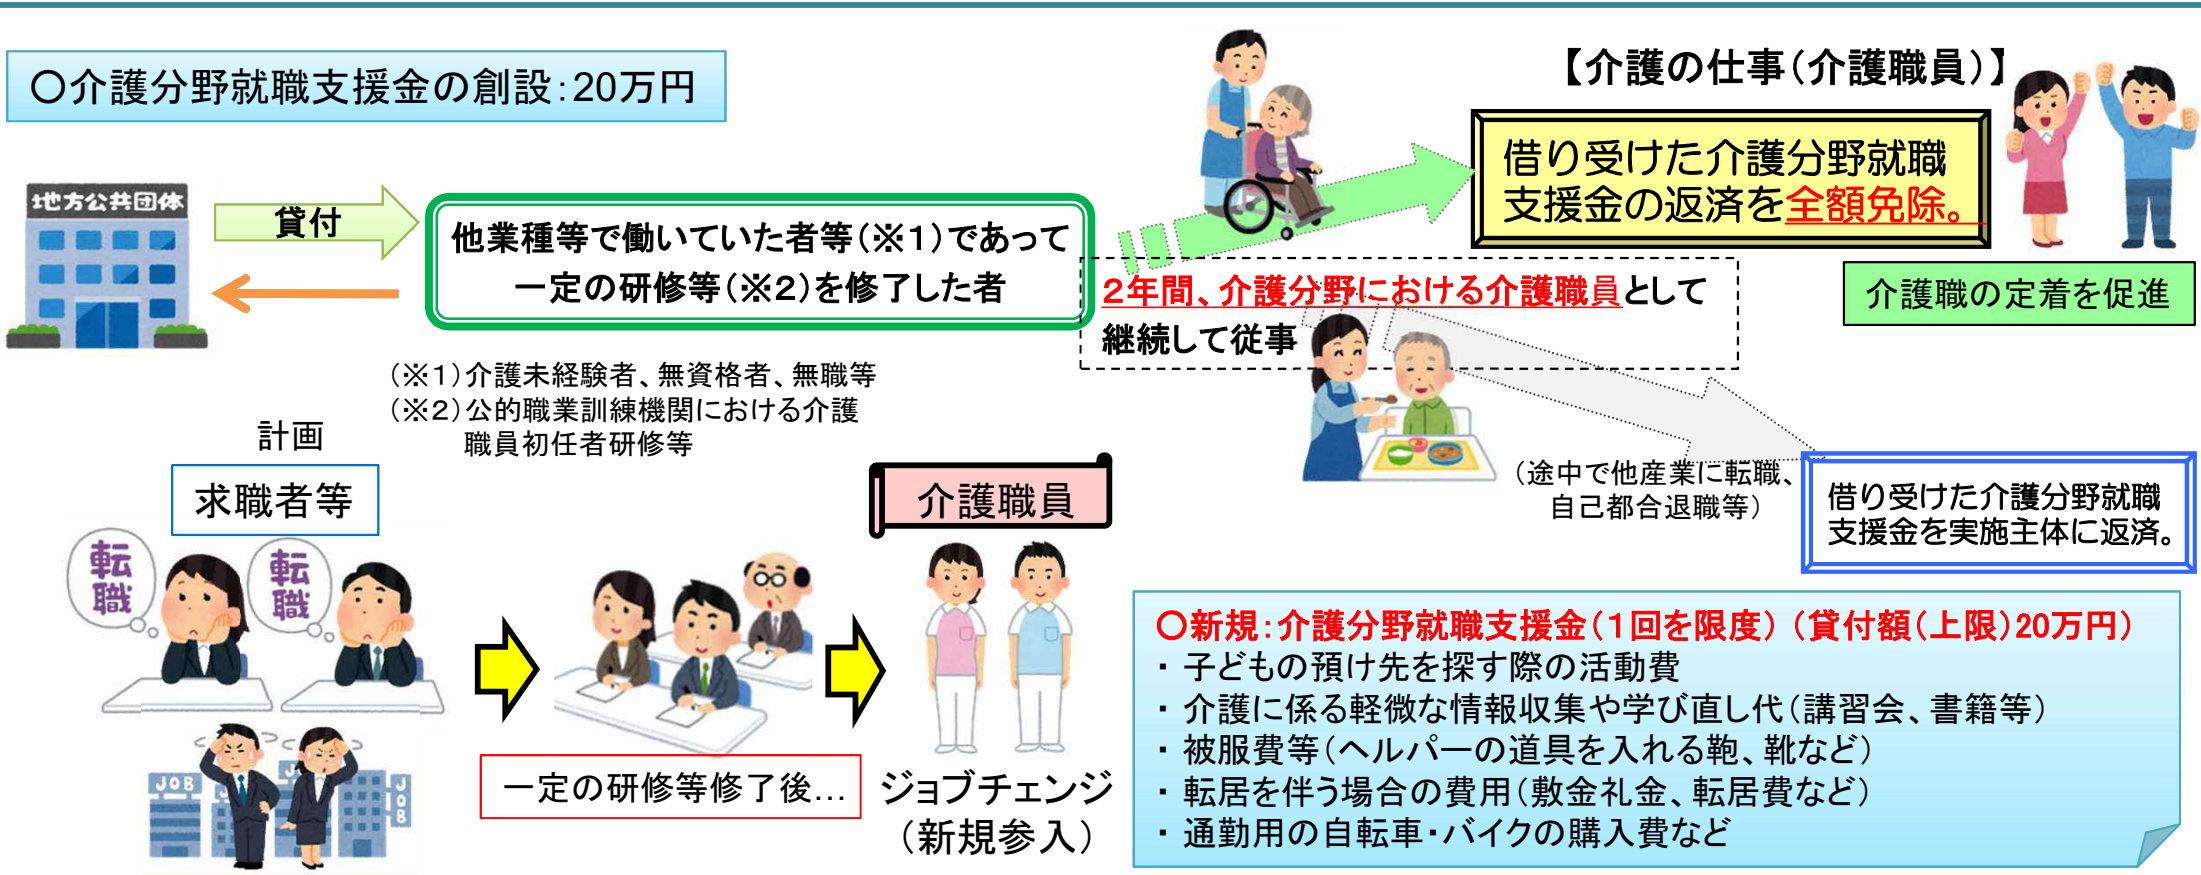 〇介護分野就職支援金の創設：20万円
【介護の仕事（介護職員）】
借り受けた介護分野就職
支援金の返済を全額免除。
介護職の定着を促進
地方公共団体
貸付
他業種等で働いていた者等（※１）であって
一定の研修等（※２）を修了した者
２年間、介護分野における介護職員として
継続して従事
（※１）介護未経験者、無資格者、無職等
（※２）公的職業訓練機関における介護
職員初任者研修等
（途中で他産業に転職、
自己都合退職等）
借り受けた介護分野就職
支援金を実施主体に返済。
計画
求職者等
転職
転職
JOB
JOB
JOB
一定の研修等修了後…
介護職員
ジョブチェンジ
（新規参入）
〇新規：介護分野就職支援金（１回を限度）（貸付額（上限）20万円）
・ 子どもの預け先を探す際の活動費
・ 介護に係る軽微な情報収集や学び直し代（講習会、書籍等）
・ 被服費等（ヘルパーの道具を入れる鞄、靴など）
・ 転居を伴う場合の費用（敷金礼金、転居費など）
・ 通勤用の自転車・バイクの購入費など